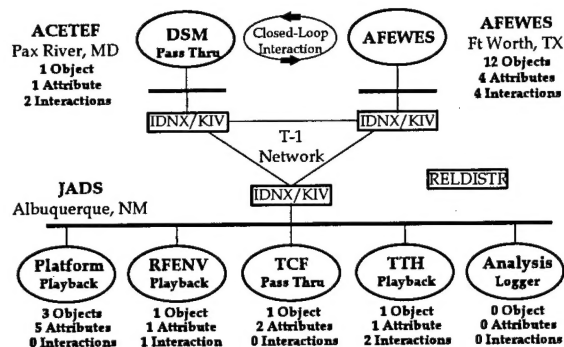 ACETEF
Pax River, MD
1 Object
1 Attribute
2 Interactions
DSM
Pass Thru
Closed-Loop
Interaction
AFEWES
AFEWES
Ft Worth, TX
12 Objects
4 Attributes
4 Interactions
IDNX/KIV
IDNX/KIV
T-1
Network
IDNX/KIV
RELDISTR
JADS
Albuquerque, NM
Platform
Playback
3 Objects
5 Attributes
0 Interactions
RFENV
Playback
1 Object
1 Attribute
1 Interaction
TCF
Pass Thru
1 Object
2 Attributes
0 Interactions
TTH
Playback
1 Object
1 Attribute
2 Interactions
Analysis
Logger
0 Object
0 Attributes
0 Interactions